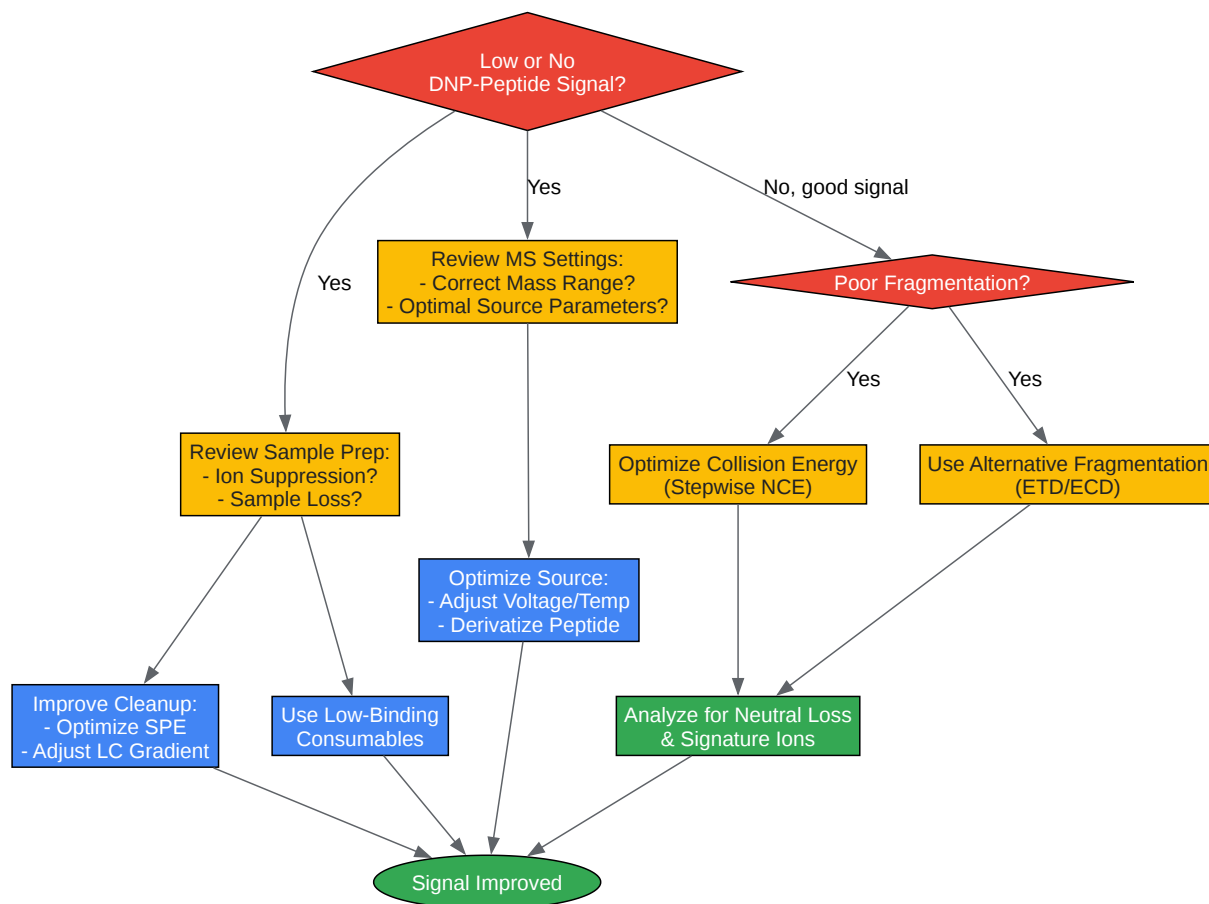 Low or No
DNP-Peptide Signal?
Yes
No, good signal
Review MS Settings:
- Correct Mass Range?
- Optimal Source Parameters?
Yes
Poor Fragmentation?
Yes
Yes
Review Sample Prep:
- Ion Suppression?
- Sample Loss?
Optimize Collision Energy
(Stepwise NCE)
Use Alternative Fragmentation
(ETD/ECD)
Optimize Source:
- Adjust Voltage/Temp
- Derivatize Peptide
Improve Cleanup:
- Optimize SPE
- Adjust LC Gradient
Use Low-Binding
Consumables
Analyze for Neutral Loss
& Signature Ions
Signal Improved